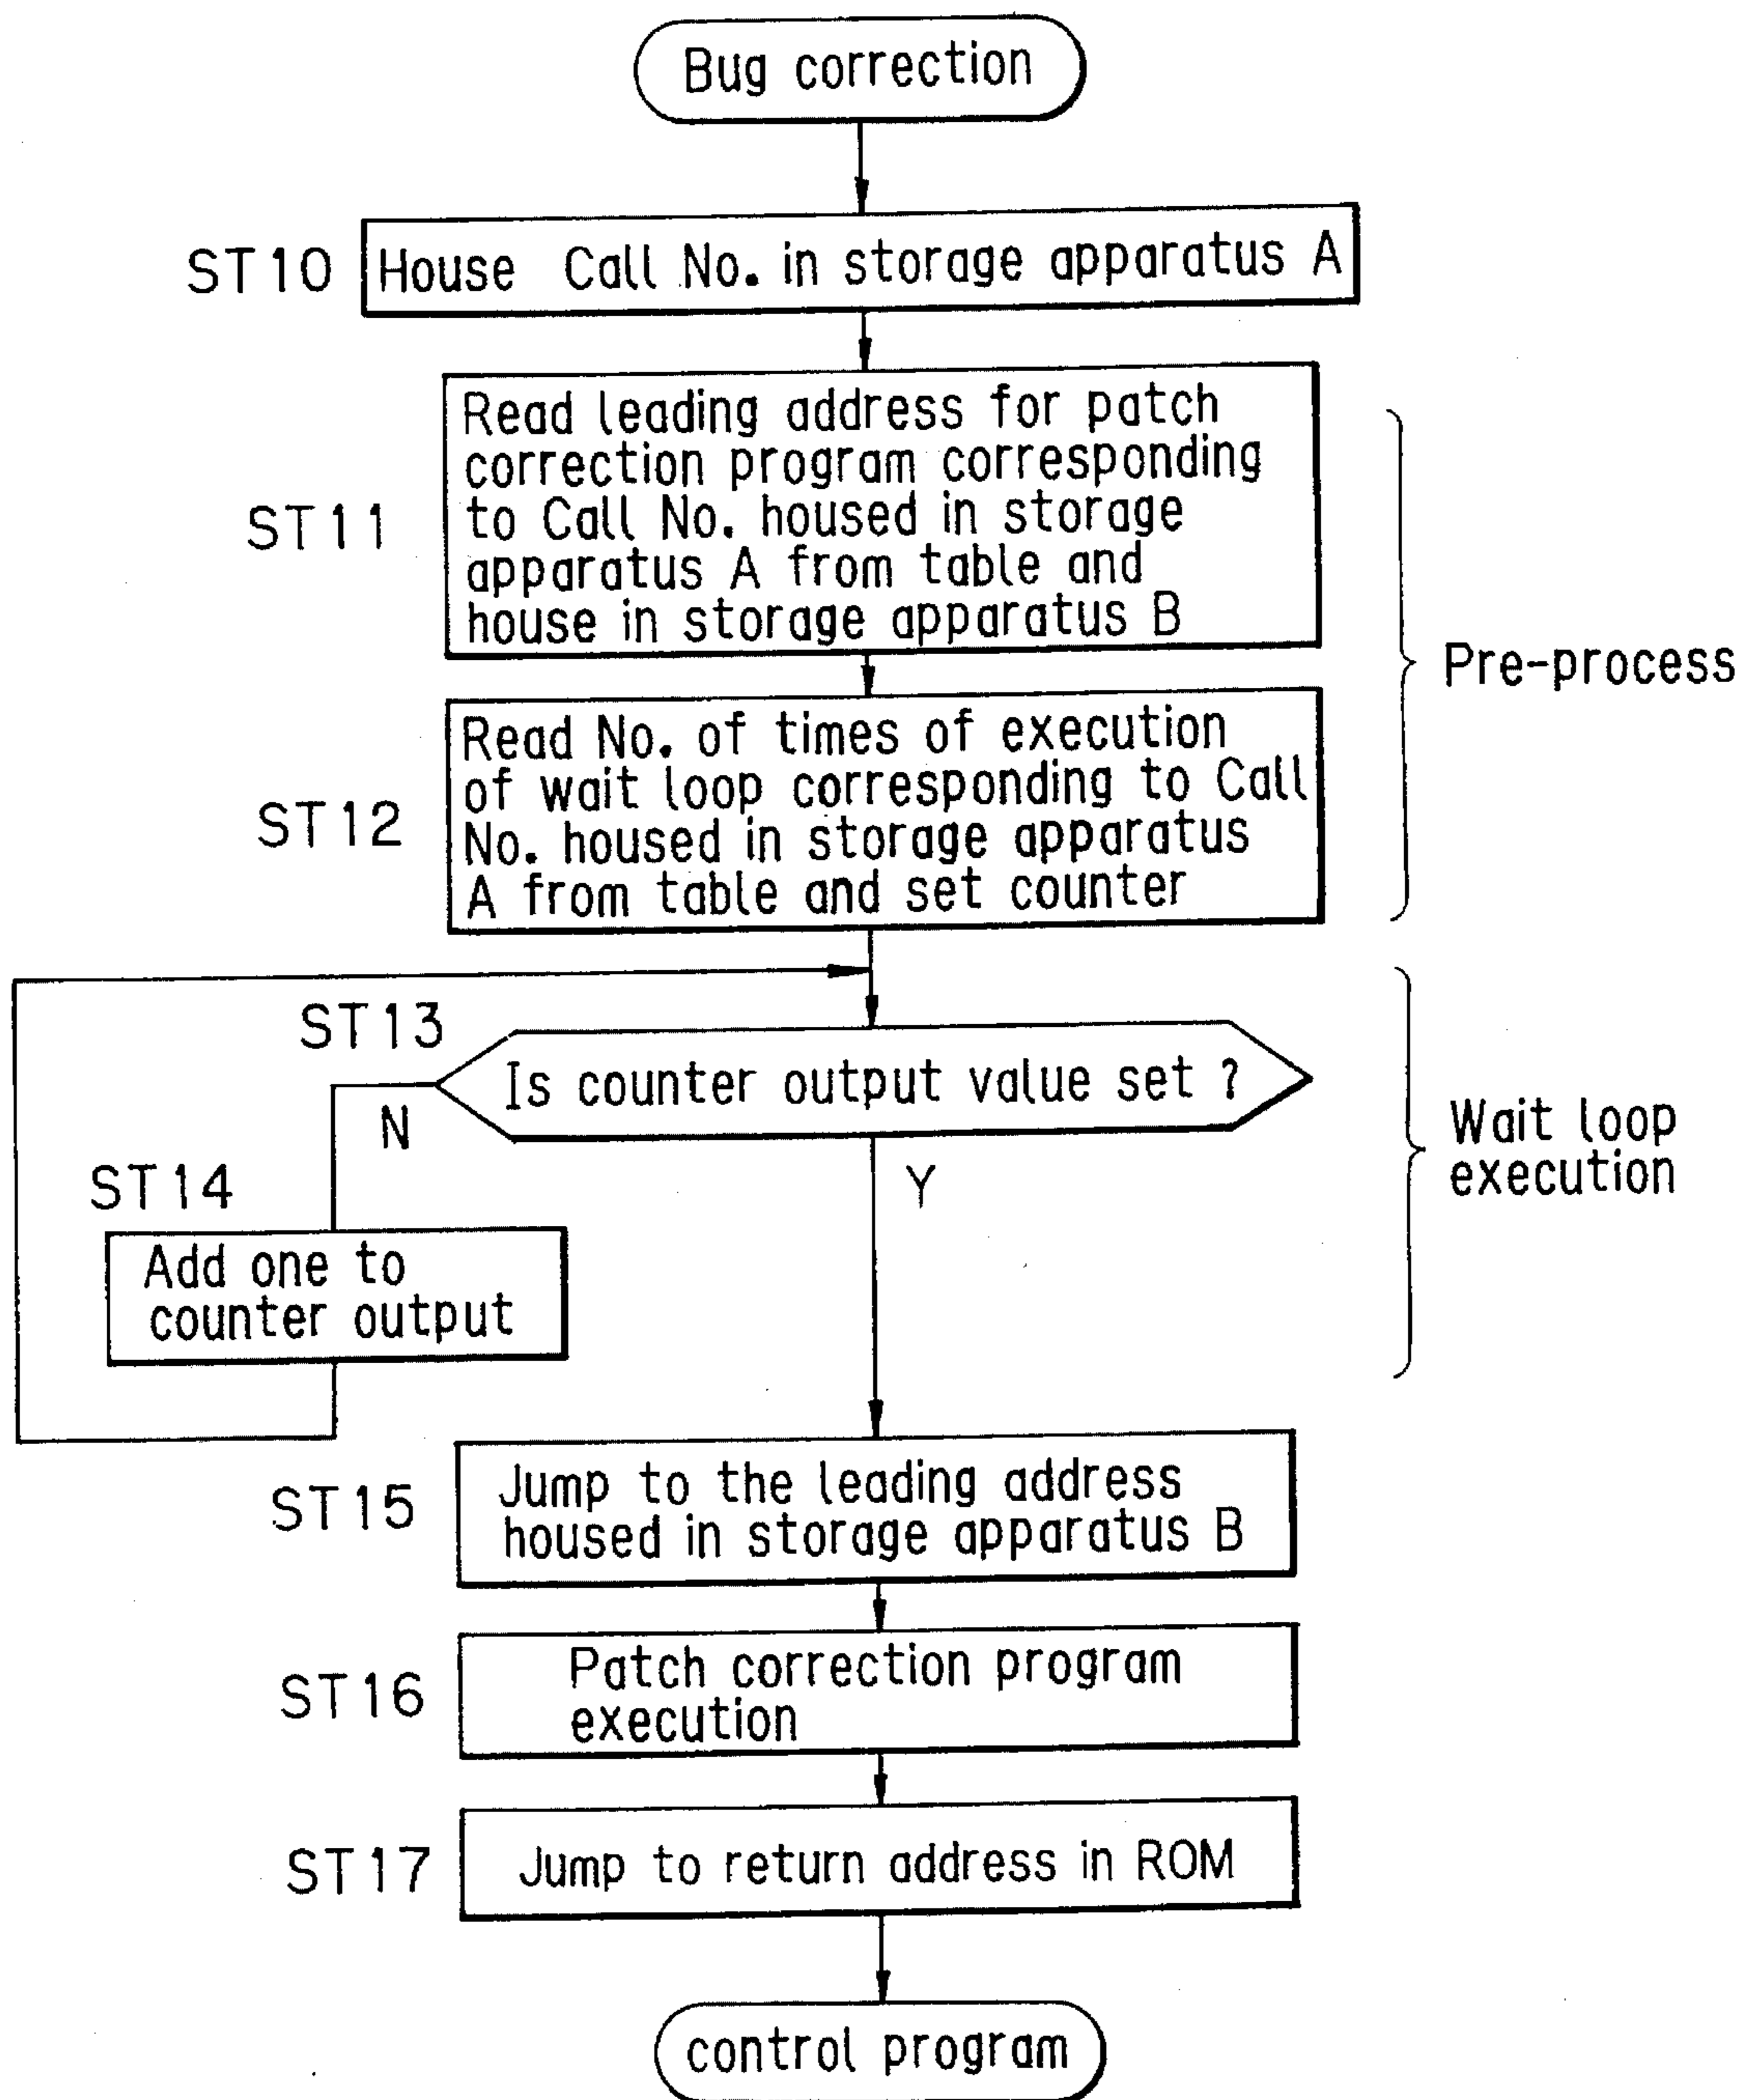 Bug correction
ST10
House Call No. in storage apparatus A
ST11
Read leading address for patch
correction program corresponding
to Call No. housed in storage
apparatus A from table and
house in storage apparatus B
Pre-process
ST12
Read No. of times of execution
of wait loop corresponding to Call
No. housed in storage apparatus
A from table and set counter
ST13
Is counter output value set ?
N
Y
Wait loop
execution
ST14
Add one to
counter output
ST15
Jump to the leading address
housed in storage apparatus B
ST16
Patch correction program
execution
ST17
Jump to return address in ROM
control program